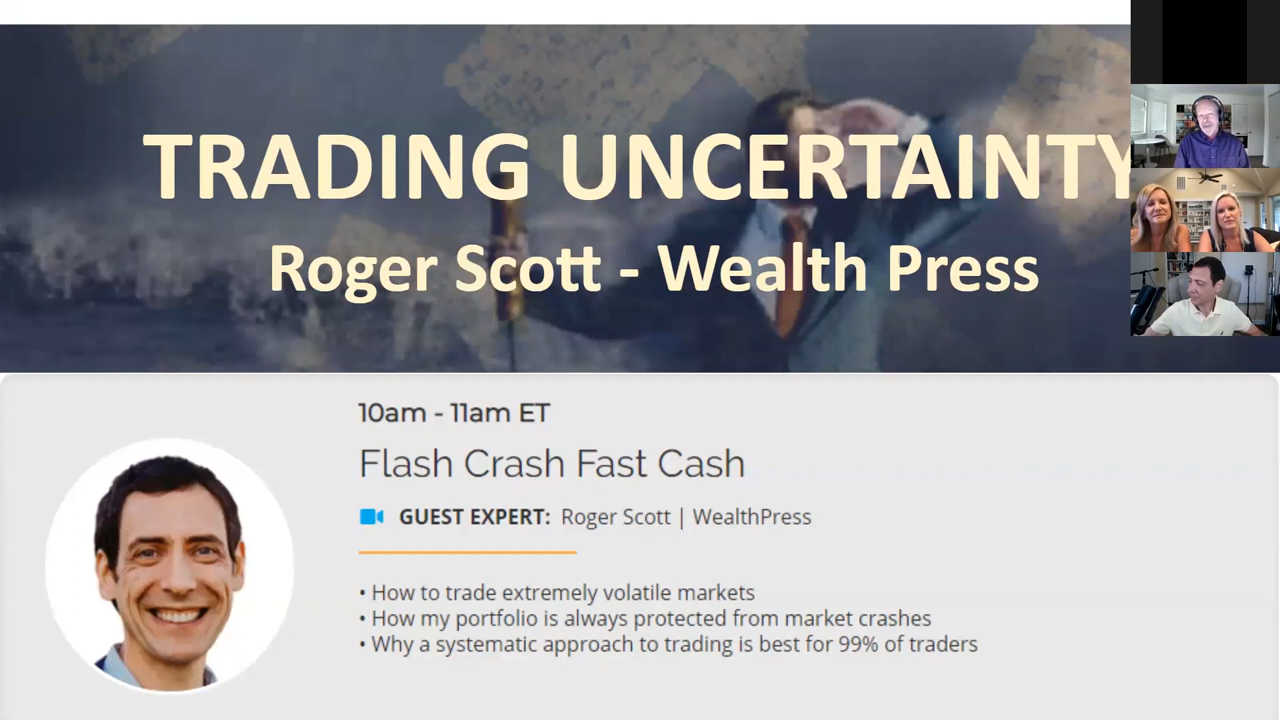 TRADING UNCERTAINTY
Roger Scott - Wealth Press
10am - 11am ET
Flash Crash Fast Cash
GUEST EXPERT: Roger Scott | WealthPress
• How to trade extremely volatile markets
• How my portfolio is always protected from market crashes
• Why a systematic approach to trading is best for 99% of traders